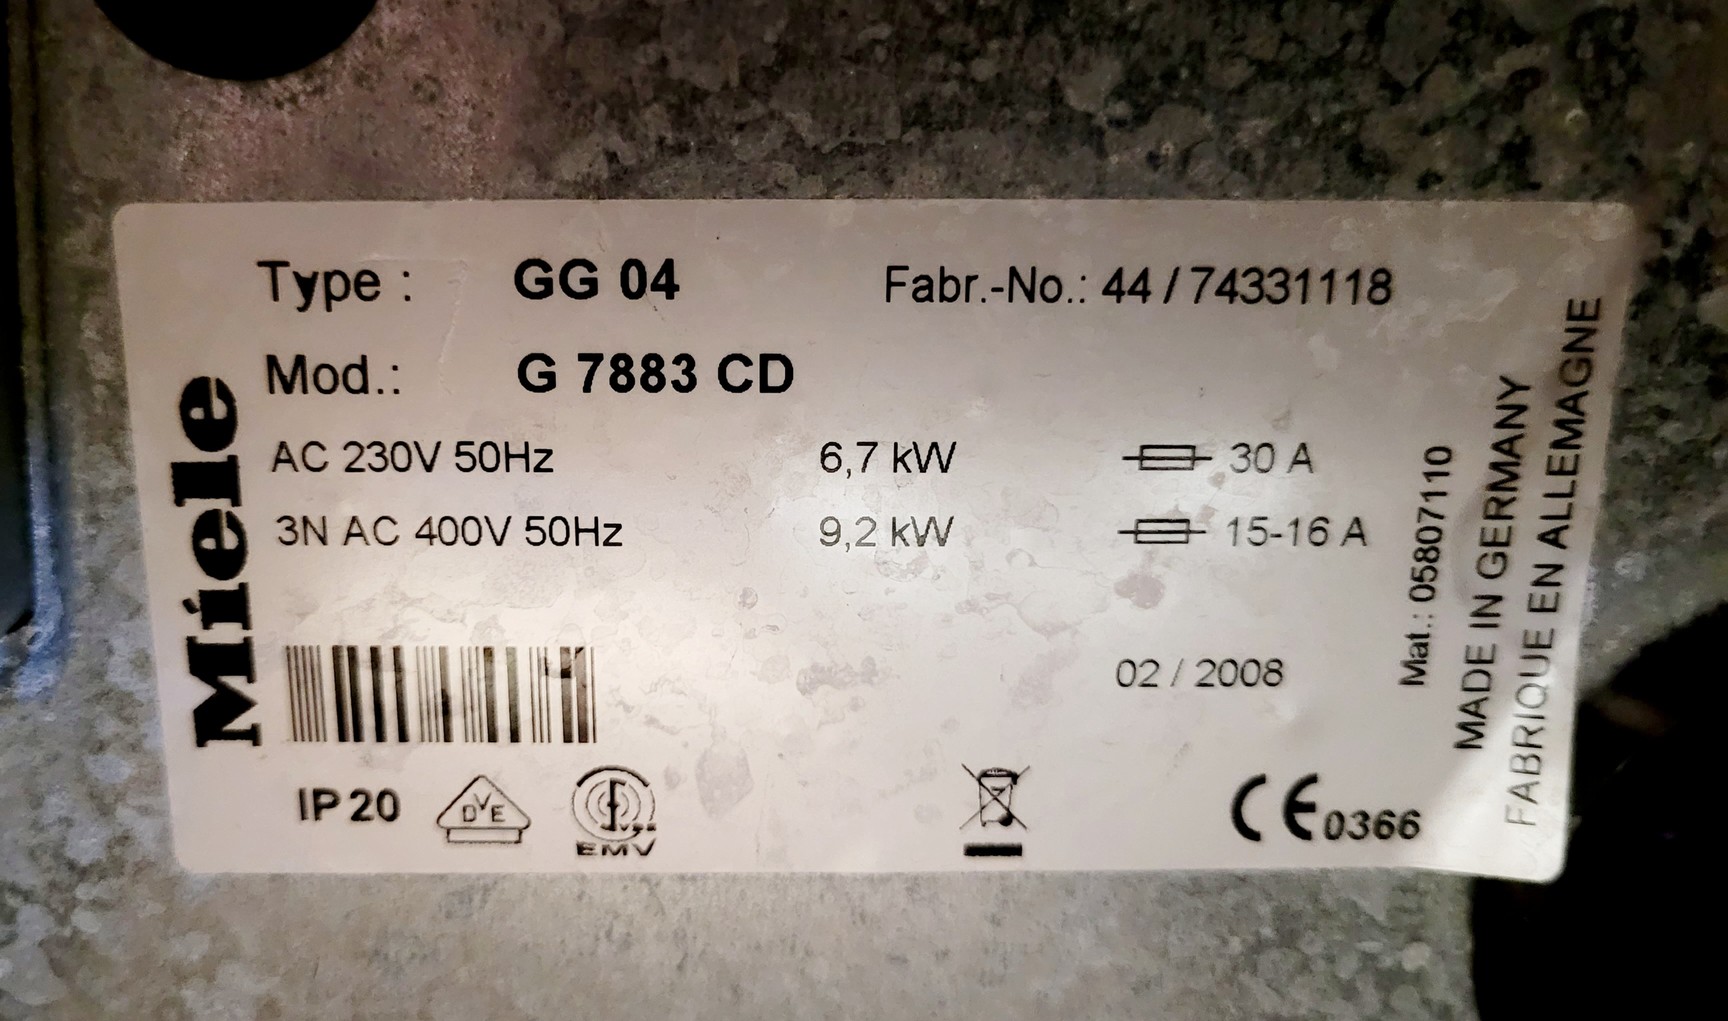 Type : GG 04 Fabr.-No.: 44 / 74331118
Mod.: G 7883 CD
AC 230V 50Hz 6,7 kW 30 A
3N AC 400V 50Hz 9,2 kW 15-16 A
02 / 2008
IP 20 DVE EMV CE 0366
Miele
Mat.: 05807110
MADE IN GERMANY
FABRIQUE EN ALLEMAGNE